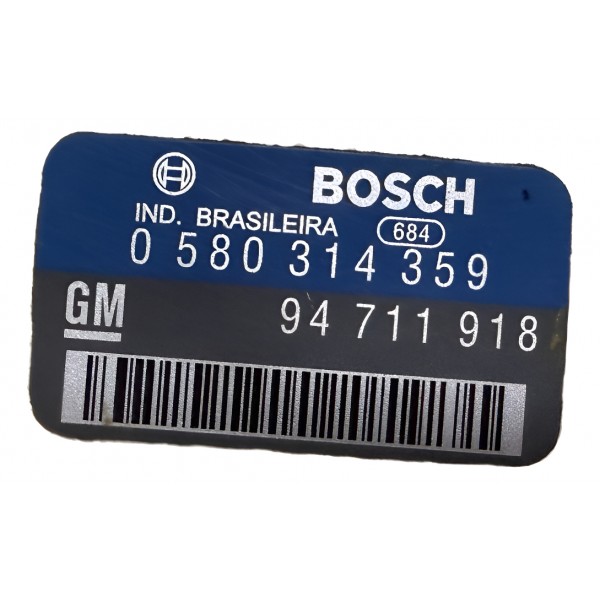 BOSCH
IND. BRASILEIRA 684
0 580 314 359
GM 94 711 918